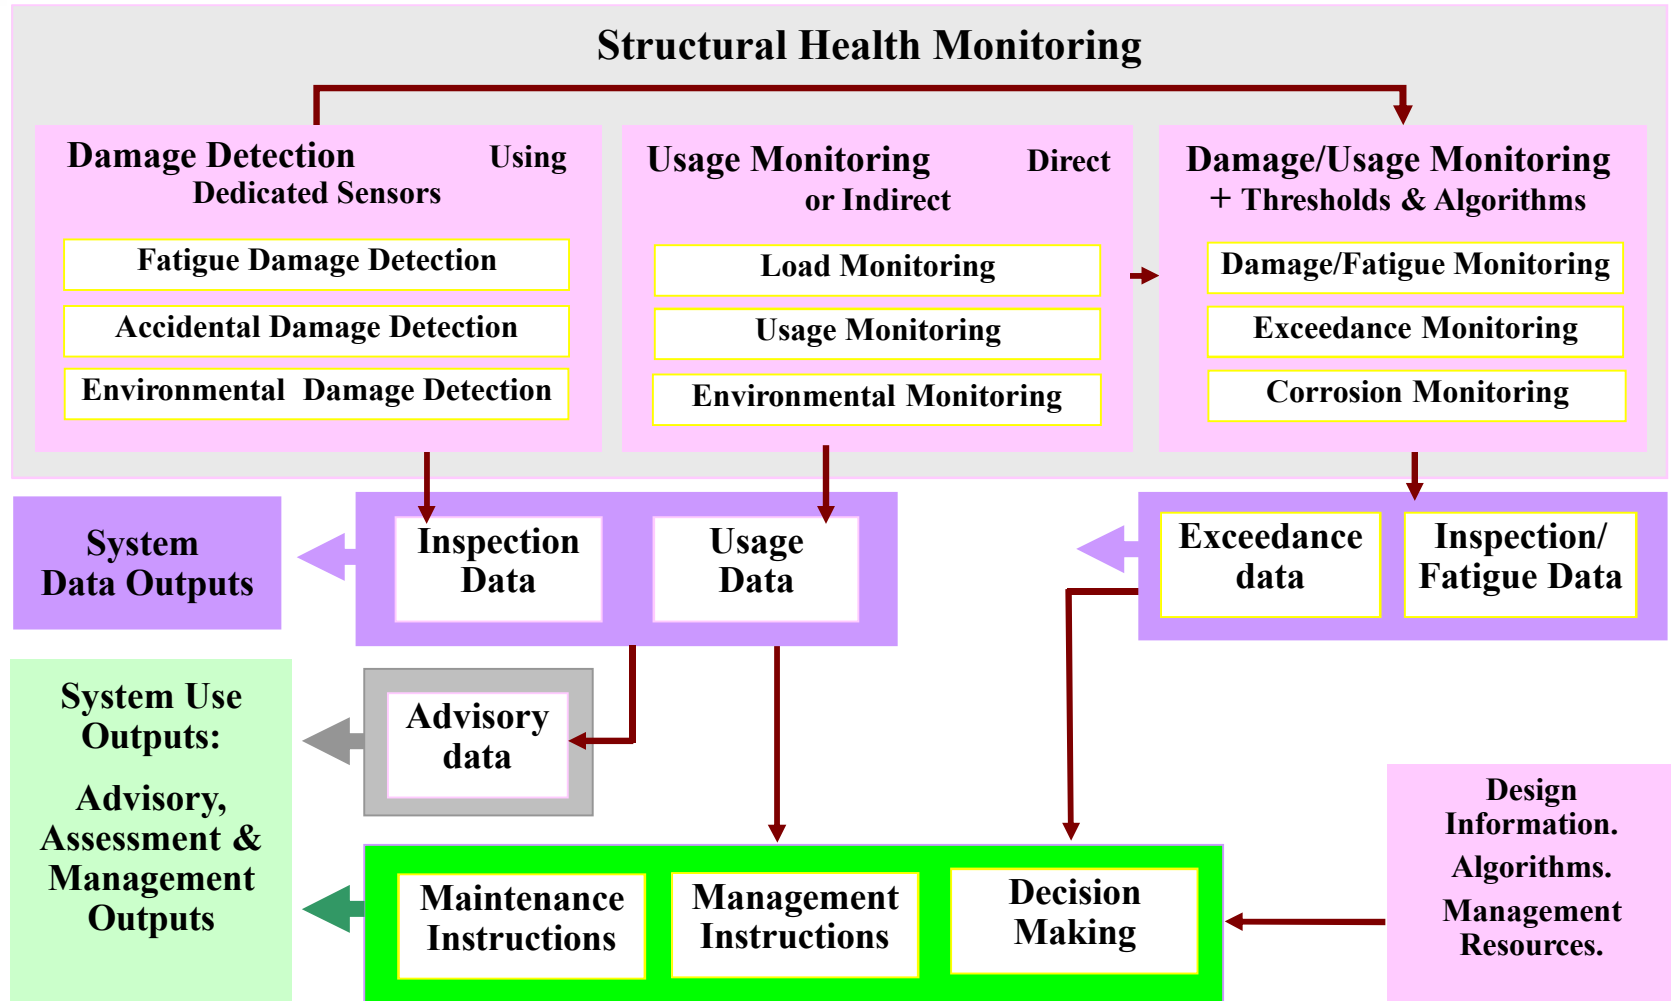 Structural Health Monitoring
Damage Detection Using
Dedicated Sensors
Fatigue Damage Detection
Accidental Damage Detection
Environmental Damage Detection
Usage Monitoring Direct
or Indirect
Load Monitoring
Usage Monitoring
Environmental Monitoring
Damage/Usage Monitoring
+ Thresholds & Algorithms
Damage/Fatigue Monitoring
Exceedance Monitoring
Corrosion Monitoring
System
Data Outputs
Inspection
Data
Usage
Data
Exceedance
data
Inspection/
Fatigue Data
System Use
Outputs:
Advisory,
Assessment &
Management
Outputs
Advisory
data
Maintenance
Instructions
Management
Instructions
Decision
Making
Design
Information.
Algorithms.
Management
Resources.